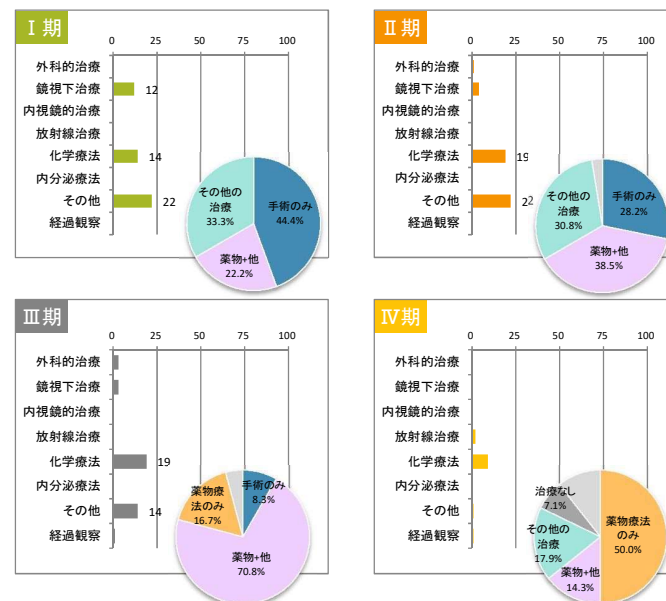 Ⅰ期
0 25 50 75 100
外科的治療
鏡視下治療 12
内視鏡的治療
放射線治療
化学療法 14
内分泌療法
その他 22
経過観察
その他の
治療
33.3%
手術のみ
44.4%
薬物+他
22.2%
Ⅱ期
0 25 50 75 100
外科的治療
鏡視下治療
内視鏡的治療
放射線治療
化学療法 19
内分泌療法
その他 22
経過観察
その他の
治療
30.8%
手術のみ
28.2%
薬物+他
38.5%
Ⅲ期
0 25 50 75 100
外科的治療
鏡視下治療
内視鏡的治療
放射線治療
化学療法 19
内分泌療法
その他 14
経過観察
薬物療
法のみ
16.7%
手術のみ
8.3%
薬物+他
70.8%
Ⅳ期
0 25 50 75 100
外科的治療
鏡視下治療
内視鏡的治療
放射線治療
化学療法
内分泌療法
その他
経過観察
治療なし
7.1%
その他の
治療
17.9%
薬物療法
のみ
50.0%
薬物+他
14.3%